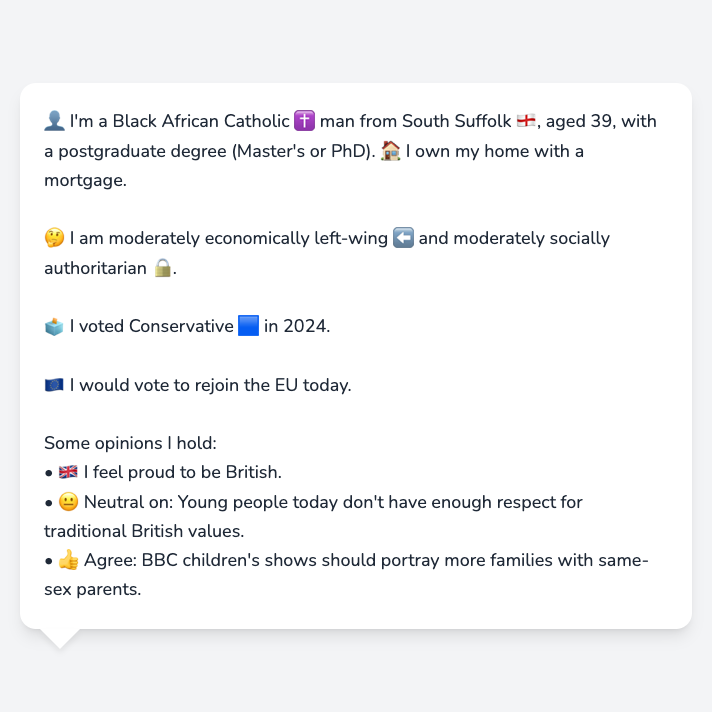 👤 I'm a Black African Catholic ✝️ man from South Suffolk 🏴󠁧󠁢󠁥󠁮󠁧󠁿, aged 39, with
a postgraduate degree (Master's or PhD). 🏠 I own my home with a
mortgage.
🤔 I am moderately economically left-wing ⬅️ and moderately socially
authoritarian 🔒.
🗳️ I voted Conservative 🟦 in 2024.
🇪🇺 I would vote to rejoin the EU today.
Some opinions I hold:
• 🇬🇧 I feel proud to be British.
• 😐 Neutral on: Young people today don't have enough respect for
traditional British values.
• 👍 Agree: BBC children's shows should portray more families with same-
sex parents.